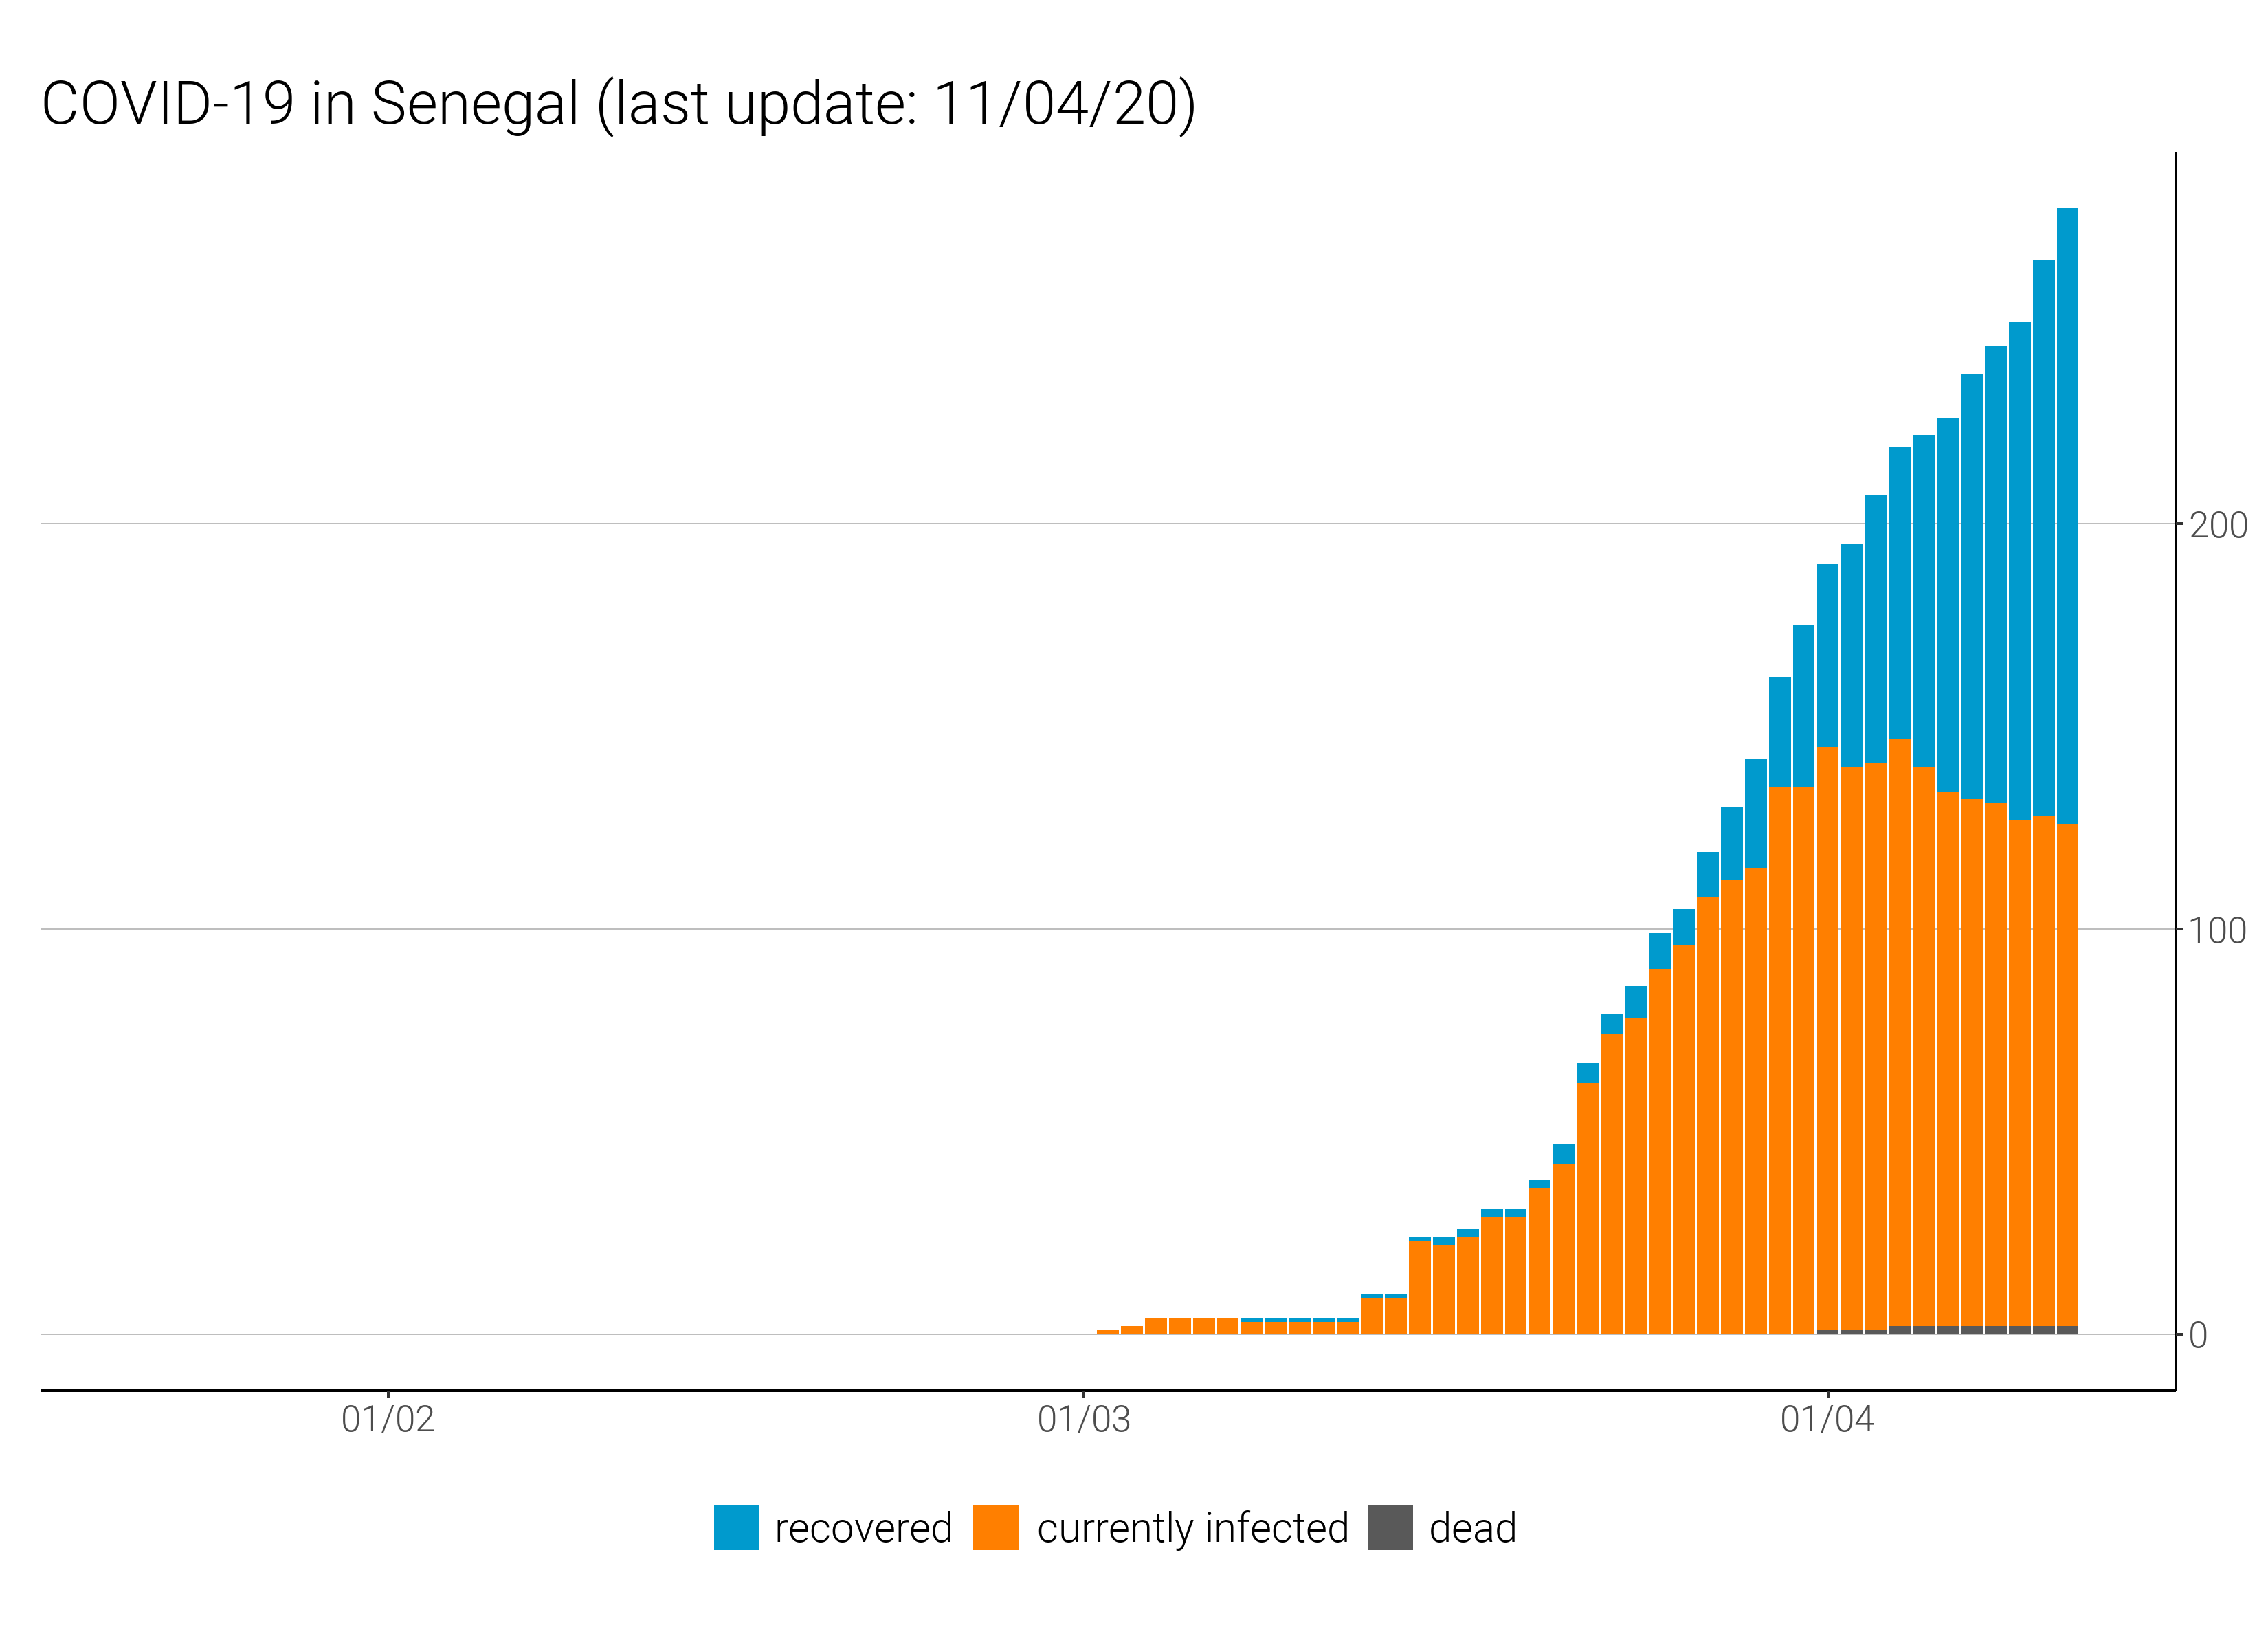 COVID-19 in Senegal (last update: 11/04/20)
200
100
0
01/02 01/03 01/04
recovered currently infected dead